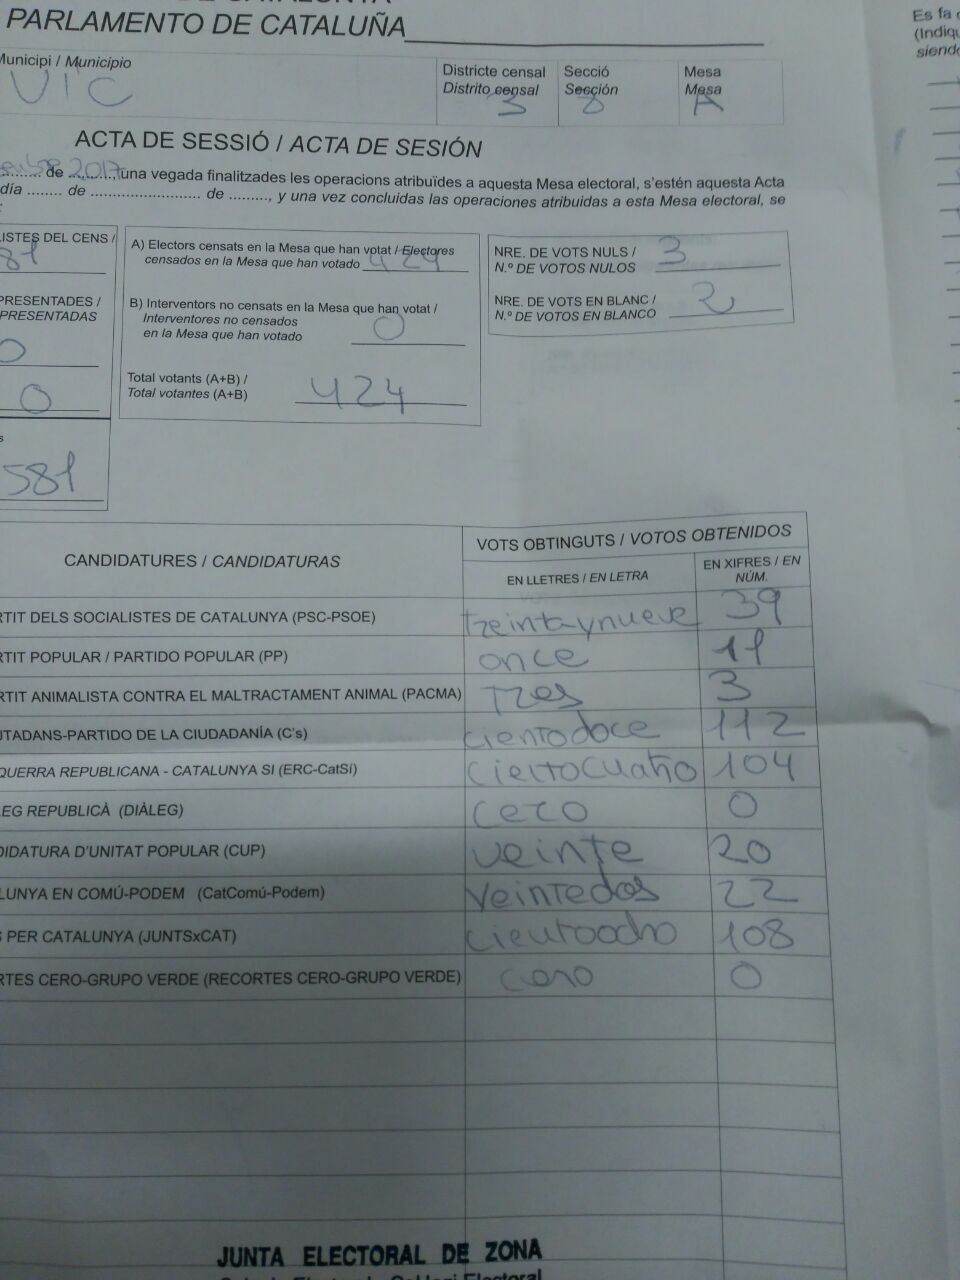 PARLAMENTO DE CATALUÑA
Municipi / Municipio
VIC
Districte censal
Distrito censal
3
Secció
Sección
8
Mesa
Mesa
A
Es fa
(Indiqu
siendo
ACTA DE SESSIÓ / ACTA DE SESIÓN
de 2017, una vegada finalitzades les operacions atribuïdes a aquesta Mesa electoral, s'estén aquesta Acta
día ........ de .......................... de ........., y una vez concluidas las operaciones atribuidas a esta Mesa electoral, se
LISTES DEL CENS /
81
PRESENTADES /
PRESENTADAS
0
0
581
A) Electors censats en la Mesa que han votat / Electores
censados en la Mesa que han votado 424
B) Interventors no censats en la Mesa que han votat /
Interventores no censados
en la Mesa que han votado 0
Total votants (A+B) /
Total votantes (A+B) 424
NRE. DE VOTS NULS /
N.º DE VOTOS NULOS 3
NRE. DE VOTS EN BLANC /
N.º DE VOTOS EN BLANCO 2
CANDIDATURES / CANDIDATURAS
VOTS OBTINGUTS / VOTOS OBTENIDOS
EN LLETRES / EN LETRA
EN XIFRES / EN
NÚM.
RTIT DELS SOCIALISTES DE CATALUNYA (PSC-PSOE) treinta y nueve 39
RTIT POPULAR / PARTIDO POPULAR (PP) once 11
RTIT ANIMALISTA CONTRA EL MALTRACTAMENT ANIMAL (PACMA) Tres 3
UTADANS-PARTIDO DE LA CIUDADANÍA (C's) ciento doce 112
QUERRA REPUBLICANA - CATALUNYA SI (ERC-CatSí) ciento cuatro 104
EG REPUBLICÀ (DIÀLEG) cero 0
DIDATURA D'UNITAT POPULAR (CUP) veinte 20
LUNYA EN COMÚ-PODEM (CatComú-Podem) veintedos 22
S PER CATALUNYA (JUNTSxCAT) ciento ocho 108
RTES CERO-GRUPO VERDE (RECORTES CERO-GRUPO VERDE) cero 0
JUNTA ELECTORAL DE ZONA